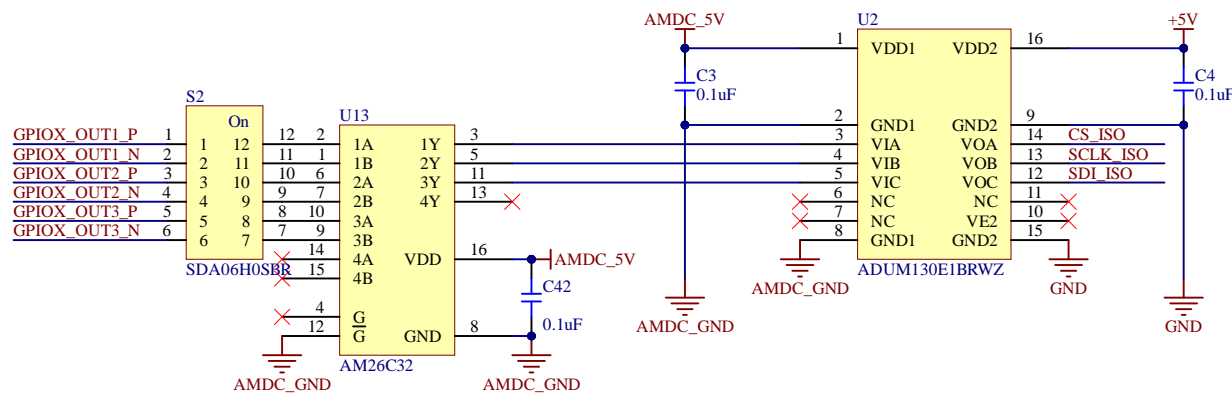 AMDC_5V
U2
+5V
1
VDD1
VDD2
16
C3
0.1uF
C4
0.1uF
S2
On
U13
GPIOX_OUT1_P 1 1 12 12 2 1A 1Y 3
GPIOX_OUT1_N 2 2 11 11 1 1B 2Y 5
GPIOX_OUT2_P 3 3 10 10 6 2A 3Y 11
GPIOX_OUT2_N 4 4 9 9 7 2B 4Y 13
GPIOX_OUT3_P 5 5 8 8 10 3A
GPIOX_OUT3_N 6 6 7 7 9 3B
14 4A VDD 16 AMDC_5V
15 4B
SDA06H0SBR
C42
0.1uF
4 G
12 G GND 8
AMDC_GND
AM26C32
AMDC_GND
2 GND1 GND2 9
3 VIA VOA 14 CS_ISO
4 VIB VOB 13 SCLK_ISO
5 VIC VOC 12 SDI_ISO
6 NC NC 11
7 NC VE2 10
8 GND1 GND2 15
ADUM130E1BRWZ
AMDC_GND
GND
AMDC_GND
GND